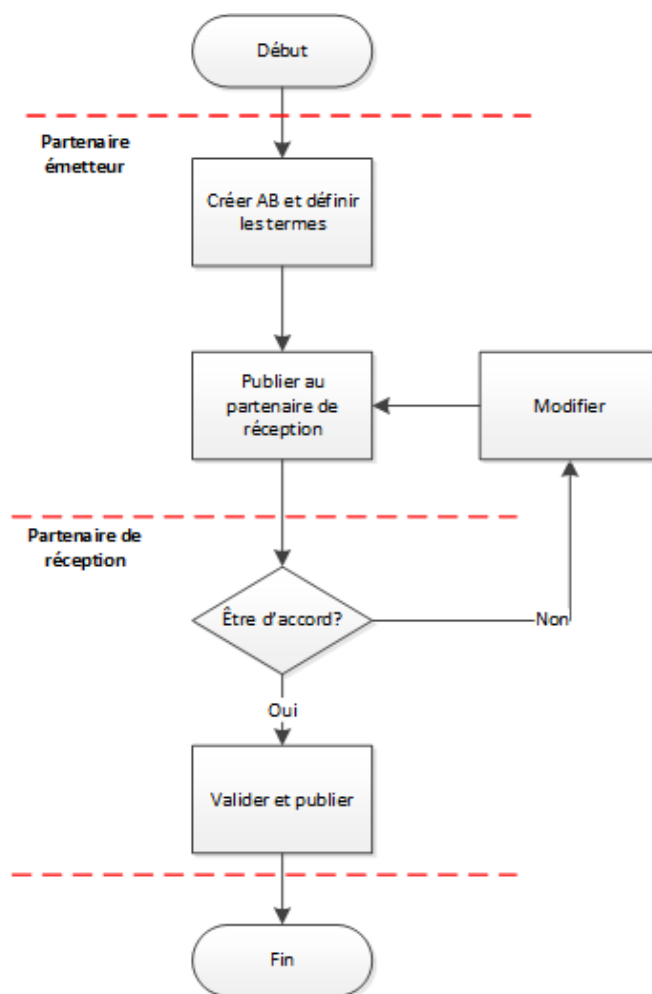 Début
Partenaire
émetteur
Créer AB et définir
les termes
Publier au
partenaire de
réception
Modifier
Partenaire de
réception
Être d'accord?
Non
Oui
Valider et publier
Fin